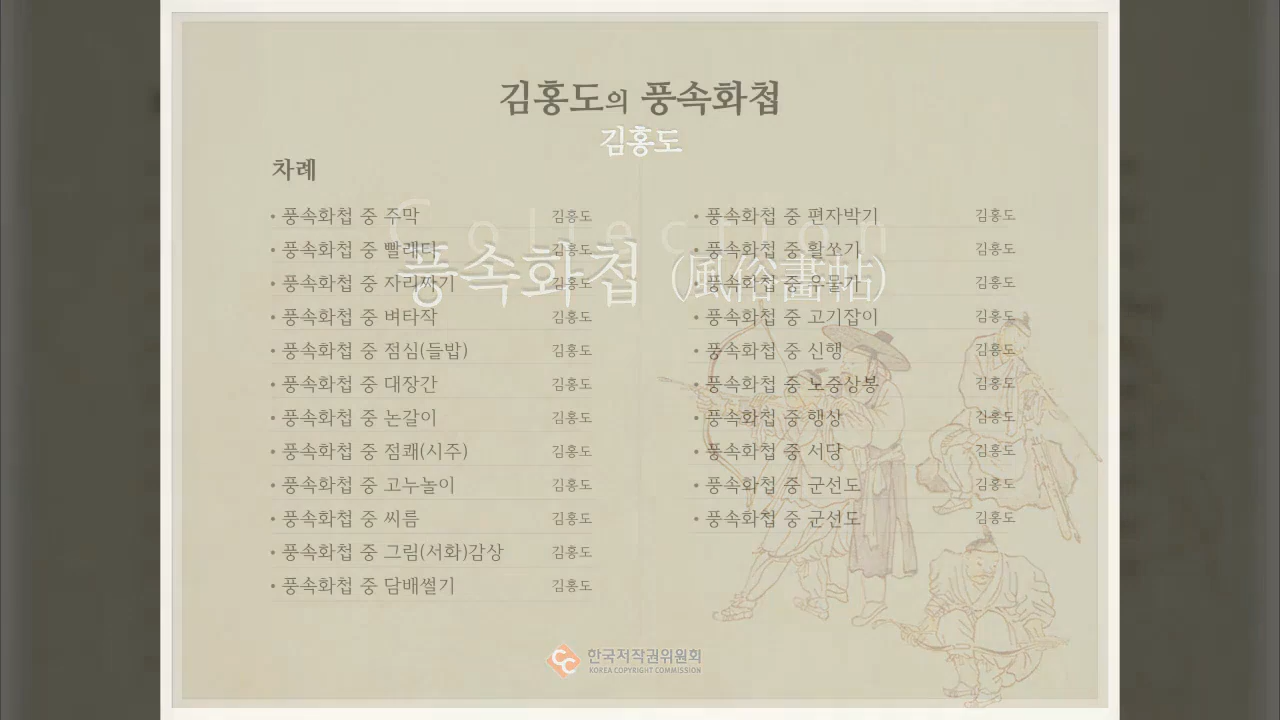 김홍도의 풍속화첩
김홍도
차례
Collection
풍속화첩 (風俗畫帖)
• 풍속화첩 중 주막 김홍도
• 풍속화첩 중 빨래터 김홍도
• 풍속화첩 중 자리짜기 김홍도
• 풍속화첩 중 벼타작 김홍도
• 풍속화첩 중 점심(들밥) 김홍도
• 풍속화첩 중 대장간 김홍도
• 풍속화첩 중 논갈이 김홍도
• 풍속화첩 중 점쾌(시주) 김홍도
• 풍속화첩 중 고누놀이 김홍도
• 풍속화첩 중 씨름 김홍도
• 풍속화첩 중 그림(서화)감상 김홍도
• 풍속화첩 중 담배썰기 김홍도
• 풍속화첩 중 편자박기 김홍도
• 풍속화첩 중 활쏘기 김홍도
• 풍속화첩 중 우물가 김홍도
• 풍속화첩 중 고기잡이 김홍도
• 풍속화첩 중 신행 김홍도
• 풍속화첩 중 노중상봉 김홍도
• 풍속화첩 중 행상 김홍도
• 풍속화첩 중 서당 김홍도
• 풍속화첩 중 군선도 김홍도
• 풍속화첩 중 군선도 김홍도
한국저작권위원회
KOREA COPYRIGHT COMMISSION